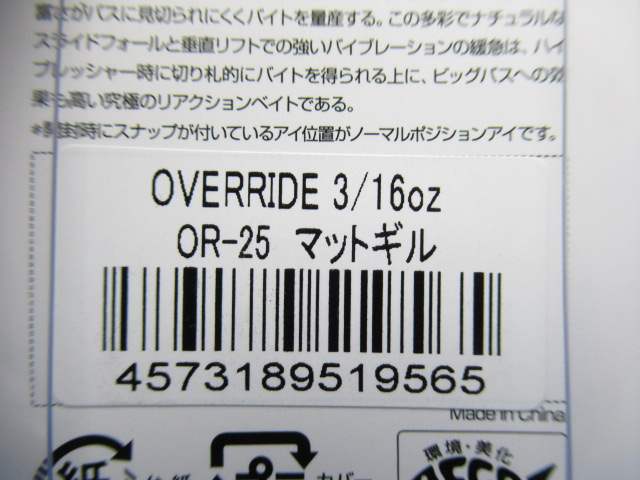 富さがバスに見切られにくくバイトを量産する。この多彩でナチュラルな
スライドフォールと垂直リフトでの強いバイブレーションの緩急は、ハイ
プレッシャー時に切り札的にバイトを得られる上に、ビッグバスへの効
果も高い究極のリアクションベイトである。
*開封時にスナップが付いているアイ位置がノーマルポジションアイです。
OVERRIDE 3/16oz
OR-25 マットギル
4573189519565
Made in China
環境・美化
紙
カバー